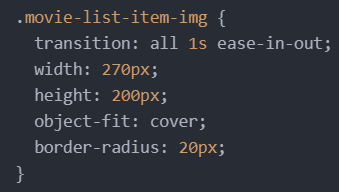 .movie-list-item-img {
  transition: all 1s ease-in-out;
  width: 270px;
  height: 200px;
  object-fit: cover;
  border-radius: 20px;
}